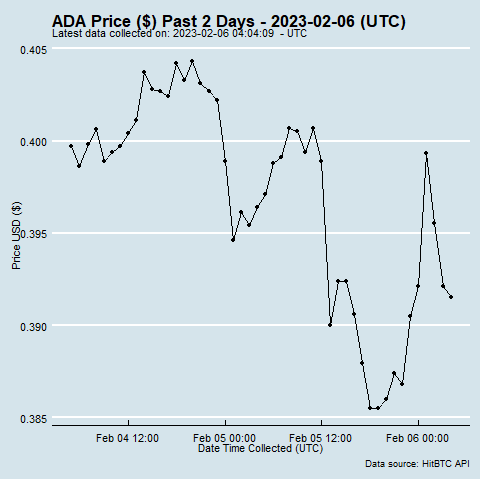 ADA Price ($) Past 2 Days - 2023-02-06 (UTC)
Latest data collected on: 2023-02-06 04:04:09  - UTC
0.405
0.400
0.395
0.390
0.385
Price USD ($)
Feb 04 12:00
Feb 05 00:00
Feb 05 12:00
Feb 06 00:00
Date Time Collected (UTC)
Data source: HitBTC API